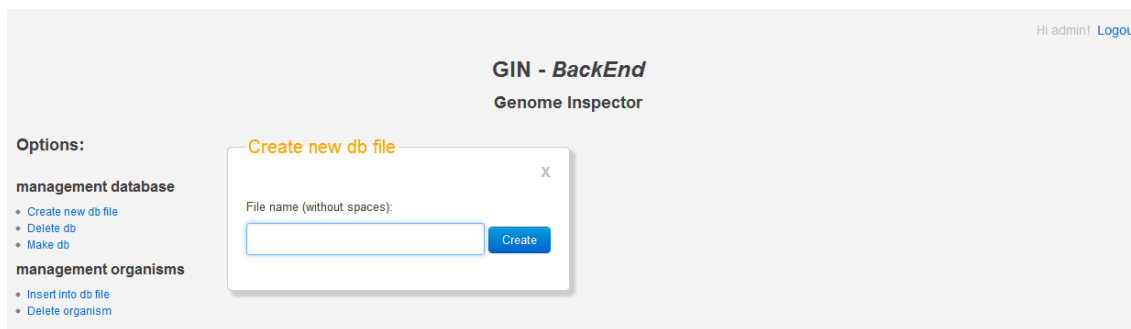 Hi admin! Logou
GIN - BackEnd
Genome Inspector
Options:
management database
Create new db file
Delete db
Make db
management organisms
Insert into db file
Delete organism
Create new db file
X
File name (without spaces):
Create